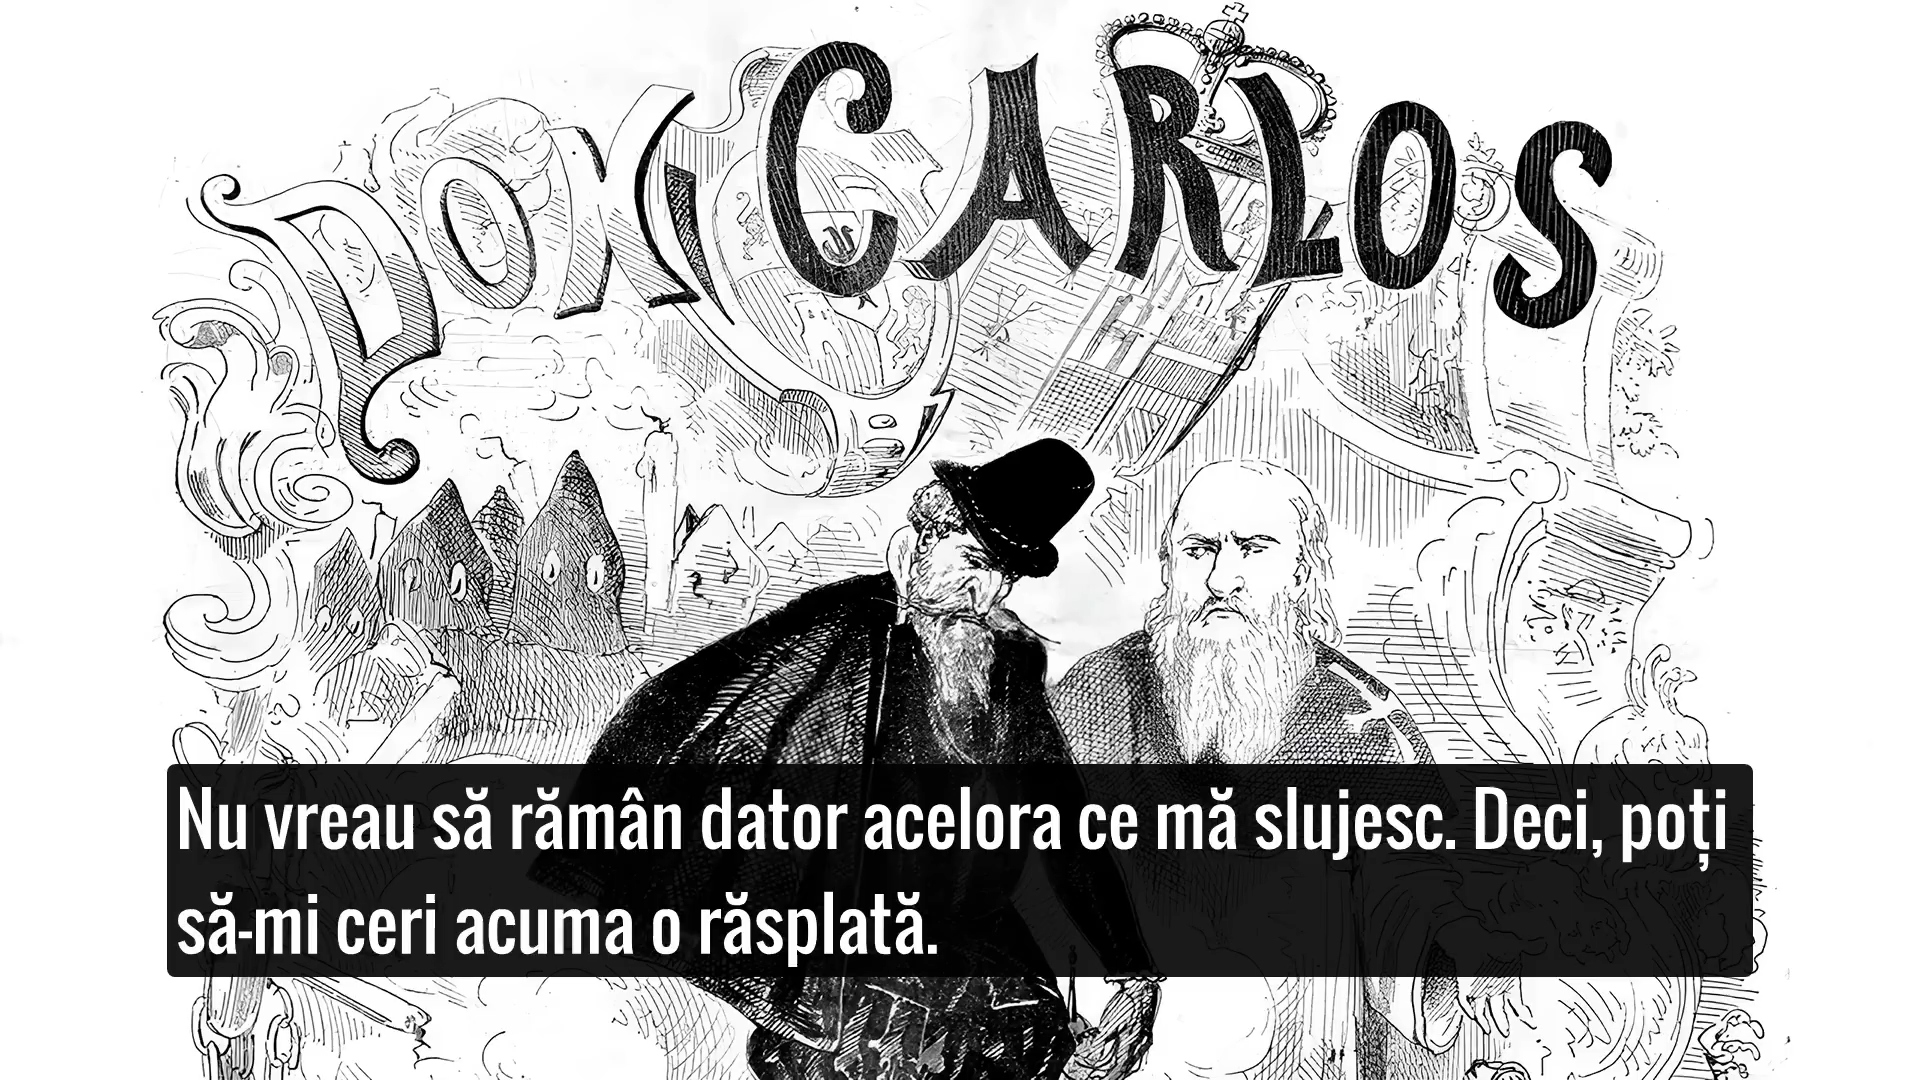 DON CARLOS
Nu vreau să rămân dator acelora ce mă slujesc. Deci, poți
să-mi ceri acuma o răsplată.